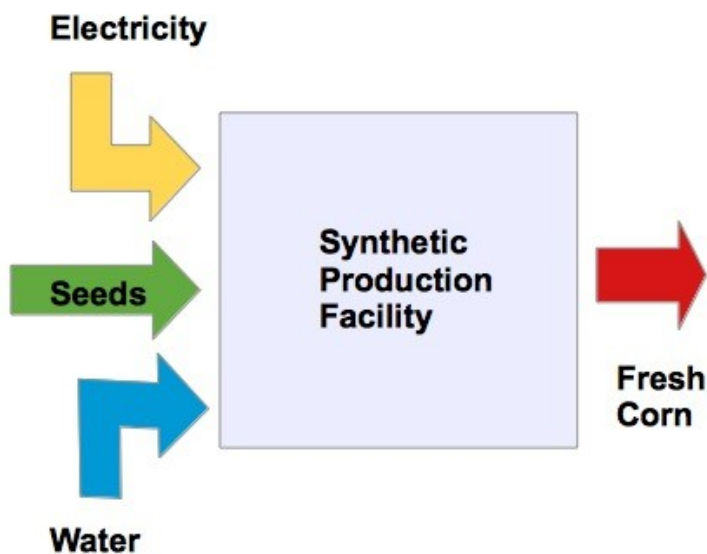 Electricity
Seeds
Water
Synthetic
Production
Facility
Fresh
Corn